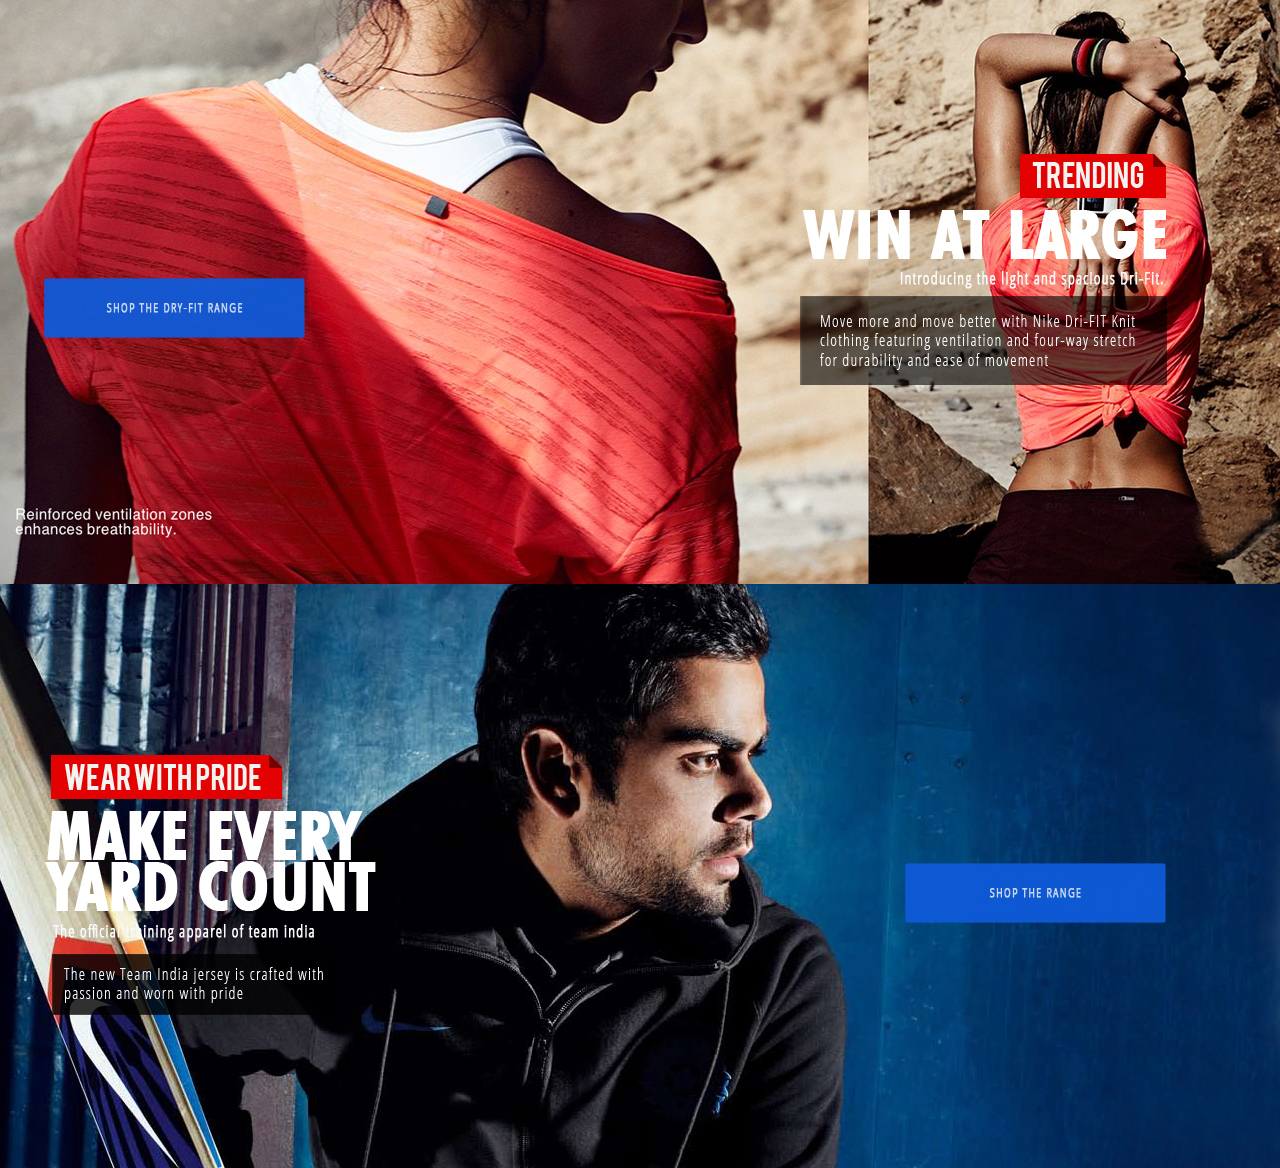 TRENDING
WIN AT LARGE
Introducing the light and spacious Dri-Fit.
SHOP THE DRY-FIT RANGE
Move more and move better with Nike Dri-FIT Knit
clothing featuring ventilation and four-way stretch
for durability and ease of movement
Reinforced ventilation zones
enhances breathability.
WEAR WITH PRIDE
MAKE EVERY
YARD COUNT
The official training apparel of team india
SHOP THE RANGE
The new Team India jersey is crafted with
passion and worn with pride